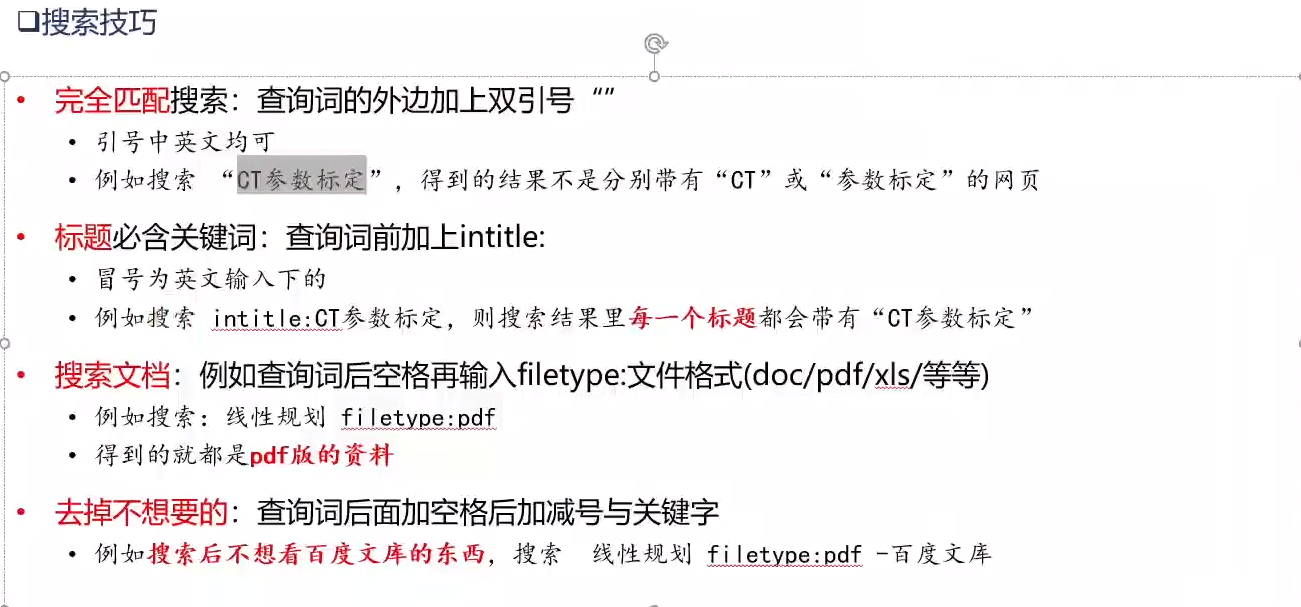 ❑搜索技巧
• 完全匹配搜索：查询词的外边加上双引号“”
• 引号中英文均可
• 例如搜索 “CT参数标定”，得到的结果不是分别带有“CT”或“参数标定”的网页
• 标题必含关键词：查询词前加上intitle:
• 冒号为英文输入下的
• 例如搜索 intitle:CT参数标定，则搜索结果里每一个标题都会带有“CT参数标定”
• 搜索文档：例如查询词后空格再输入filetype:文件格式(doc/pdf/xls/等等)
• 例如搜索：线性规划 filetype:pdf
• 得到的就都是pdf版的资料
• 去掉不想要的：查询词后面加空格后加减号与关键字
• 例如搜索后不想看百度文库的东西，搜索 线性规划 filetype:pdf -百度文库